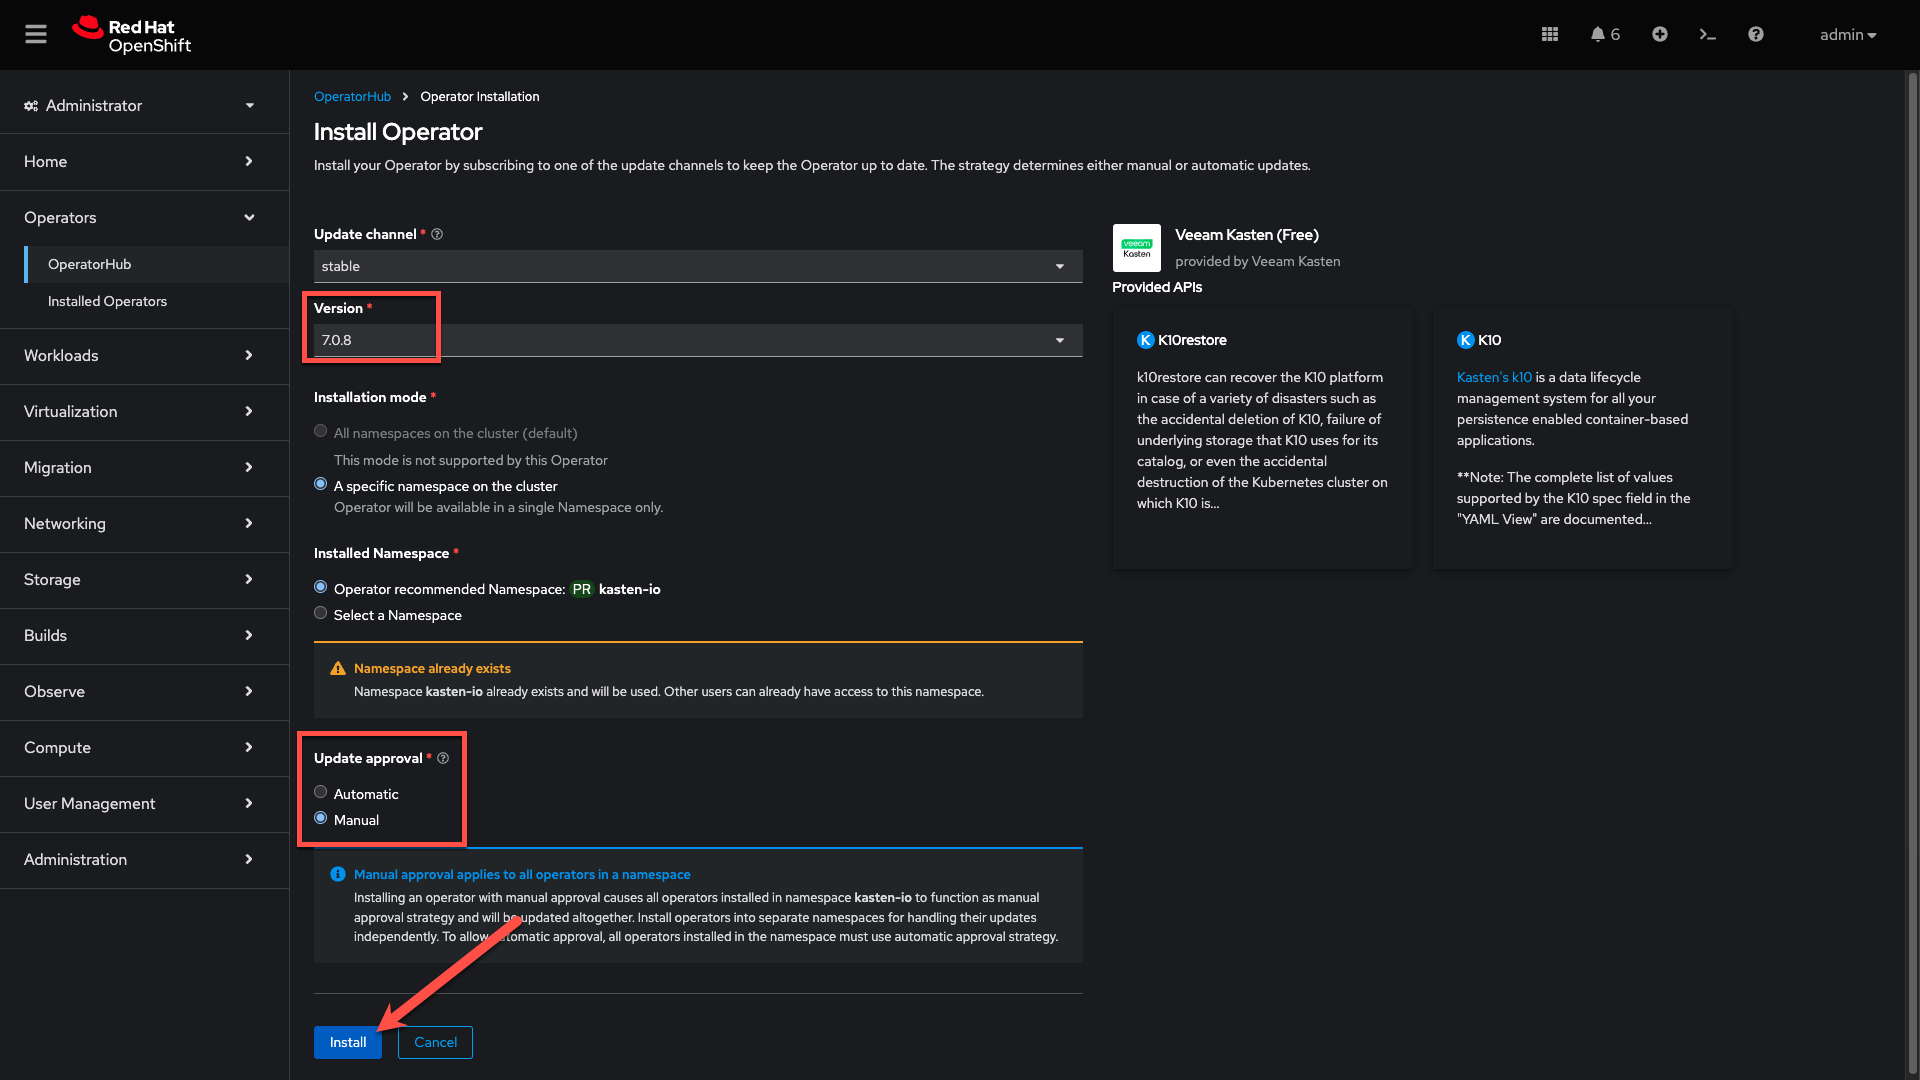 Red Hat
OpenShift
6
admin
Administrator
Home
Operators
OperatorHub
Installed Operators
Workloads
Virtualization
Migration
Networking
Storage
Builds
Observe
Compute
User Management
Administration
OperatorHub > Operator Installation
Install Operator
Install your Operator by subscribing to one of the update channels to keep the Operator up to date. The strategy determines either manual or automatic updates.
Update channel *
stable
Version *
7.0.8
Installation mode *
All namespaces on the cluster (default)
This mode is not supported by this Operator
A specific namespace on the cluster
Operator will be available in a single Namespace only.
Installed Namespace *
Operator recommended Namespace: PR kasten-io
Select a Namespace
Namespace already exists
Namespace kasten-io already exists and will be used. Other users can already have access to this namespace.
Update approval *
Automatic
Manual
Manual approval applies to all operators in a namespace
Installing an operator with manual approval causes all operators installed in namespace kasten-io to function as manual
approval strategy and will be updated altogether. Install operators into separate namespaces for handling their updates
independently. To allow automatic approval, all operators installed in the namespace must use automatic approval strategy.
Install
Cancel
veeam
Kasten
Veeam Kasten (Free)
provided by Veeam Kasten
Provided APIs
K K10restore
k10restore can recover the K10 platform
in case of a variety of disasters such as
the accidental deletion of K10, failure of
underlying storage that K10 uses for its
catalog, or even the accidental
destruction of the Kubernetes cluster on
which K10 is...
K K10
Kasten's k10 is a data lifecycle
management system for all your
persistence enabled container-based
applications.
**Note: The complete list of values
supported by the K10 spec field in the
"YAML View" are documented...